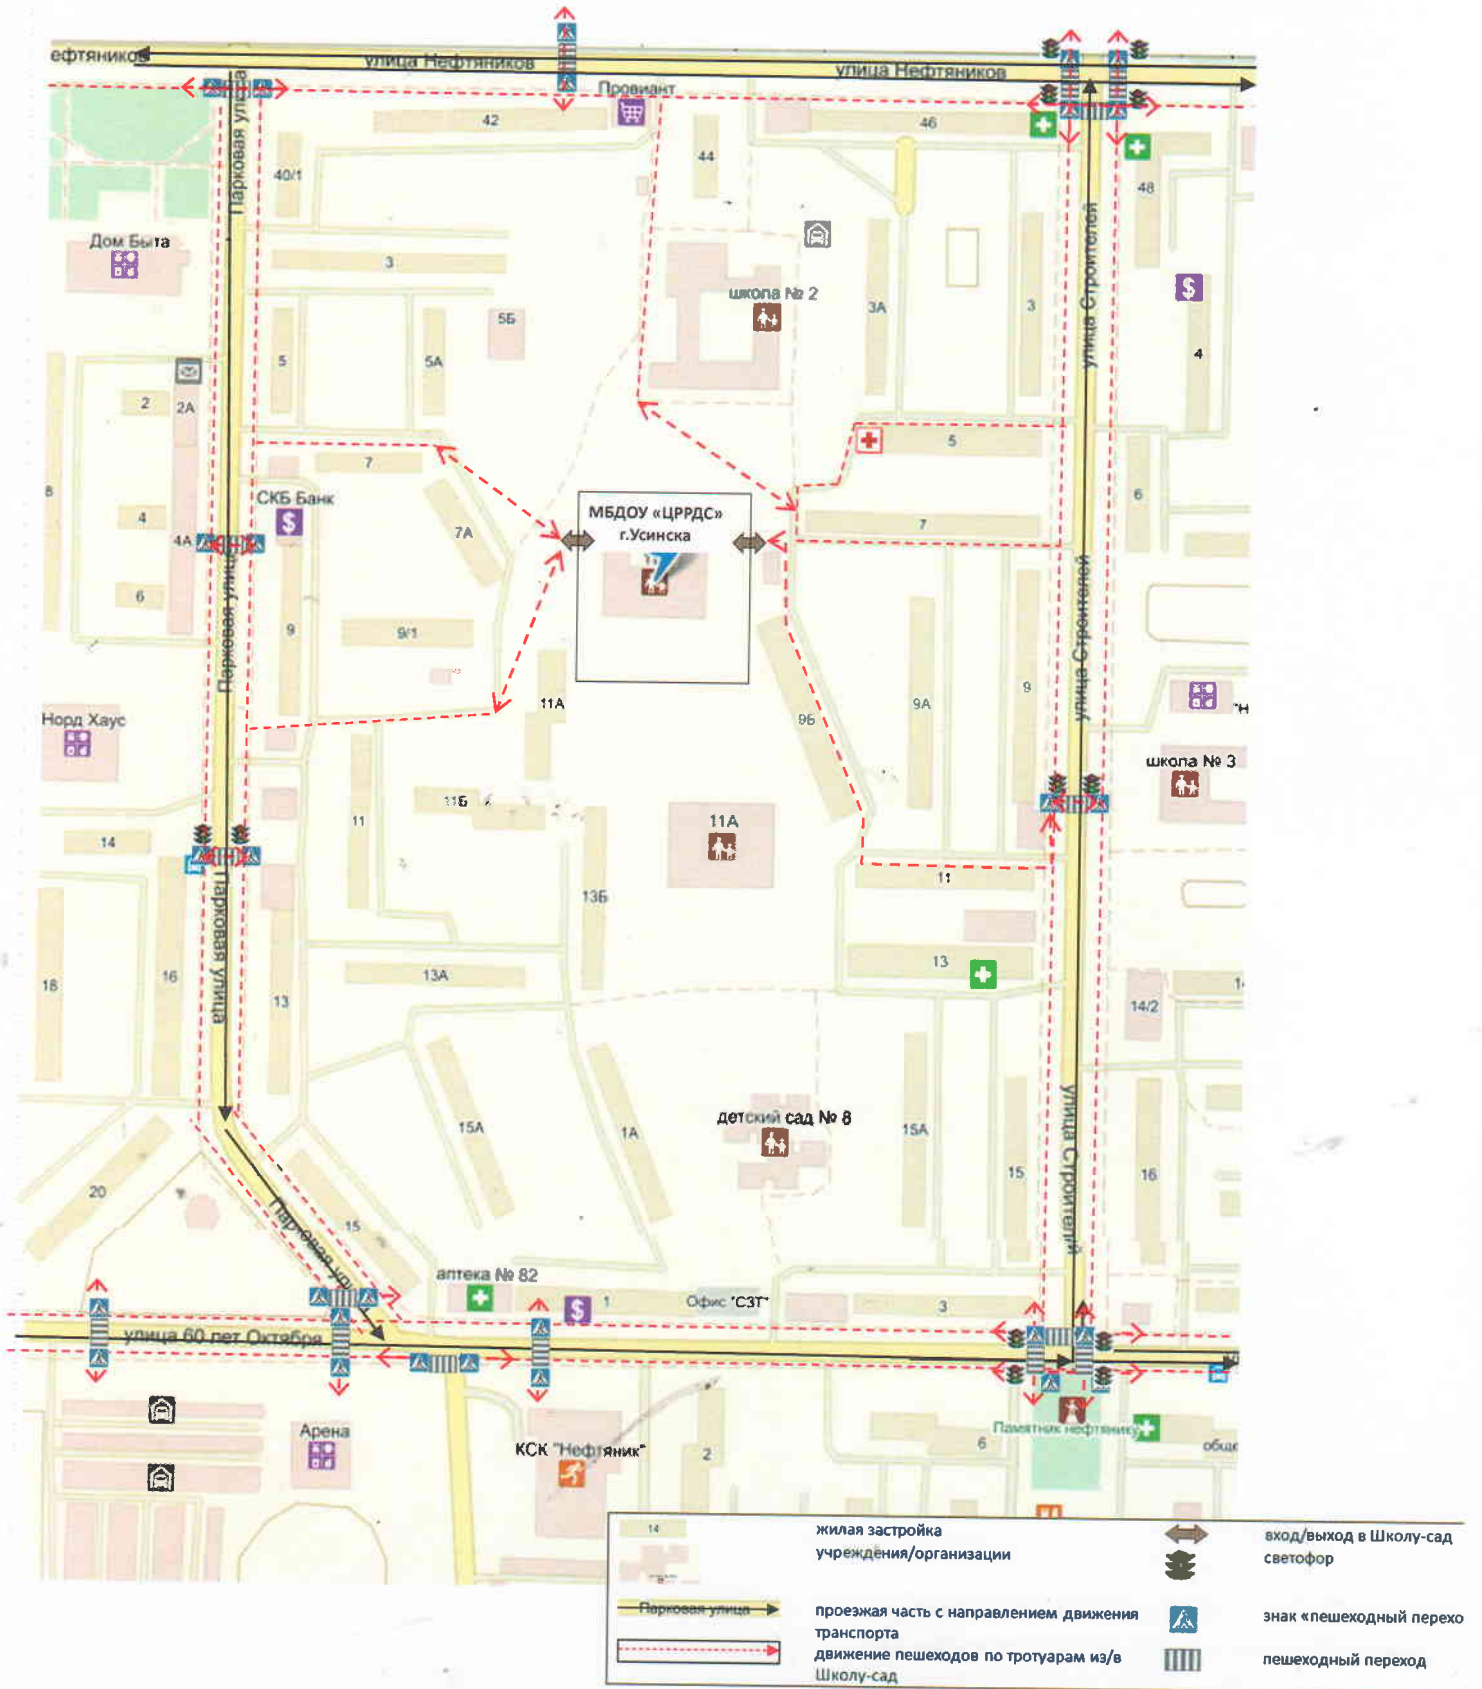 ефтяников
улица Нефтяников
улица Нефтяников
Провиант
42
46
Парковая улица
40/1
44
48
Дом Быта
3
школа № 2
улица Строителей
5Б
3А
3
5
5А
4
2
2А
5
7
СКБ Банк
8
4
4А
7А
МБДОУ «ЦРРДС»
г.Усинска
7
6
Парковая улица
улица Строителей
6
9
9/1
11А
9Б
9А
9
Норд Хаус
"Н
школа № 3
11Б
11
11А
14
11
13Б
Парковая улица
18
16
13
13А
13
14/2
1
улица Строителей
15А
1А
детский сад № 8
15А
15
16
20
15
Парковая ули
аптека № 82
1
Офис "СЗТ"
3
улица 60 лет Октября
Арена
КСК "Нефтяник"
2
Памятник нефтянику
6
обще
14
жилая застройка
учреждения/организации
вход/выход в Школу-сад
светофор
Парковая улица
проезжая часть с направлением движения
транспорта
знак «пешеходный перехо
движение пешеходов по тротуарам из/в
Школу-сад
пешеходный переход